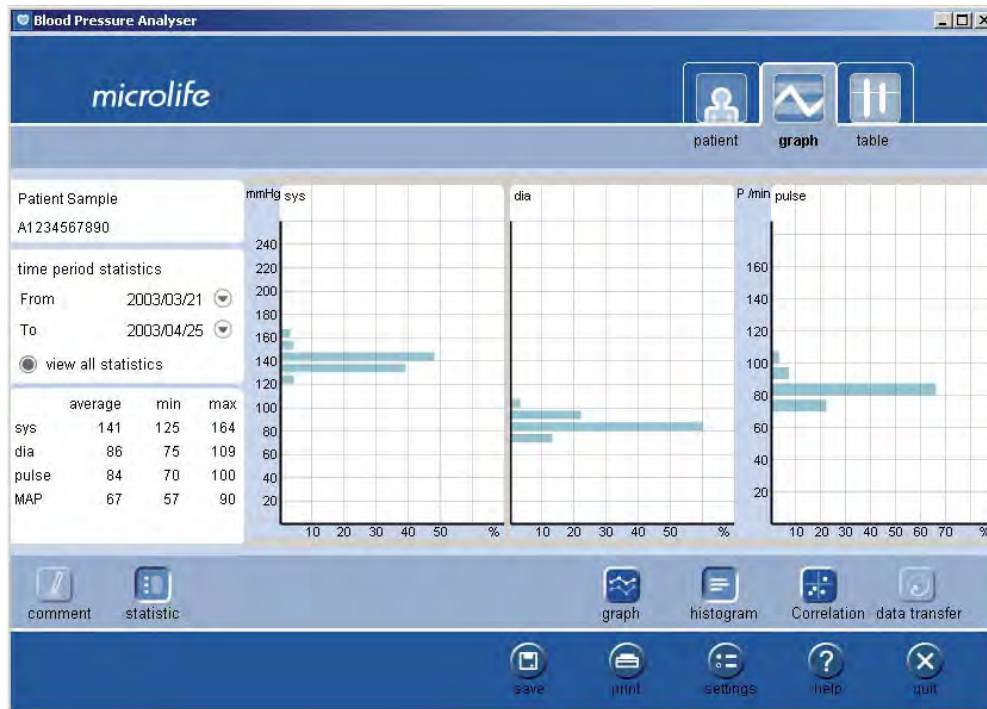 Blood Pressure Analyser
microlife
patient graph table
Patient Sample
A1234567890
time period statistics
From 2003/03/21
To 2003/04/25
view all statistics
average min max
sys 141 125 164
dia 86 75 109
pulse 84 70 100
MAP 67 57 90
mmHg sys
240
220
200
180
160
140
120
100
80
60
40
20
10 20 30 40 50 %
dia
10 20 30 40 50 %
P /min pulse
160
140
120
100
80
60
40
20
10 20 30 40 50 60 70 %
comment statistic graph histogram Correlation data transfer
save print settings help quit